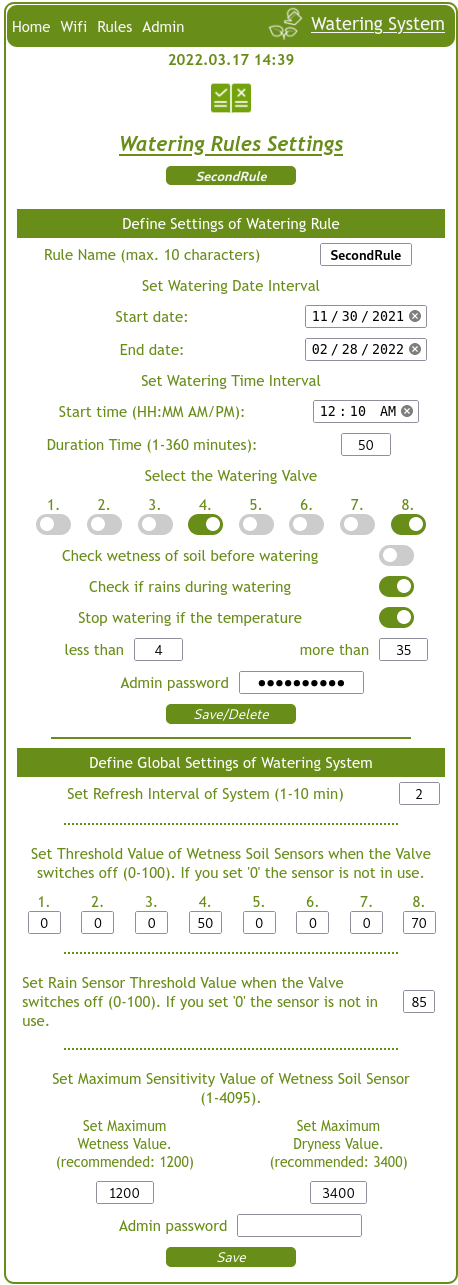 Home Wifi Rules Admin Watering System
2022.03.17 14:39
Watering Rules Settings
SecondRule
Define Settings of Watering Rule
Rule Name (max. 10 characters) SecondRule
Set Watering Date Interval
Start date: 11/30/2021
End date: 02/28/2022
Set Watering Time Interval
Start time (HH:MM AM/PM): 12:10 AM
Duration Time (1-360 minutes): 50
Select the Watering Valve
1. 2. 3. 4. 5. 6. 7. 8.
Check wetness of soil before watering
Check if rains during watering
Stop watering if the temperature
less than 4 more than 35
Admin password ●●●●●●●●●●
Save/Delete
Define Global Settings of Watering System
Set Refresh Interval of System (1-10 min) 2
Set Threshold Value of Wetness Soil Sensors when the Valve
switches off (0-100). If you set '0' the sensor is not in use.
1. 2. 3. 4. 5. 6. 7. 8.
0 0 0 50 0 0 0 70
Set Rain Sensor Threshold Value when the Valve
switches off (0-100). If you set '0' the sensor is not in 85
use.
Set Maximum Sensitivity Value of Wetness Soil Sensor
(1-4095).
Set Maximum
Wetness Value.
(recommended: 1200)
1200
Set Maximum
Dryness Value.
(recommended: 3400)
3400
Admin password
Save